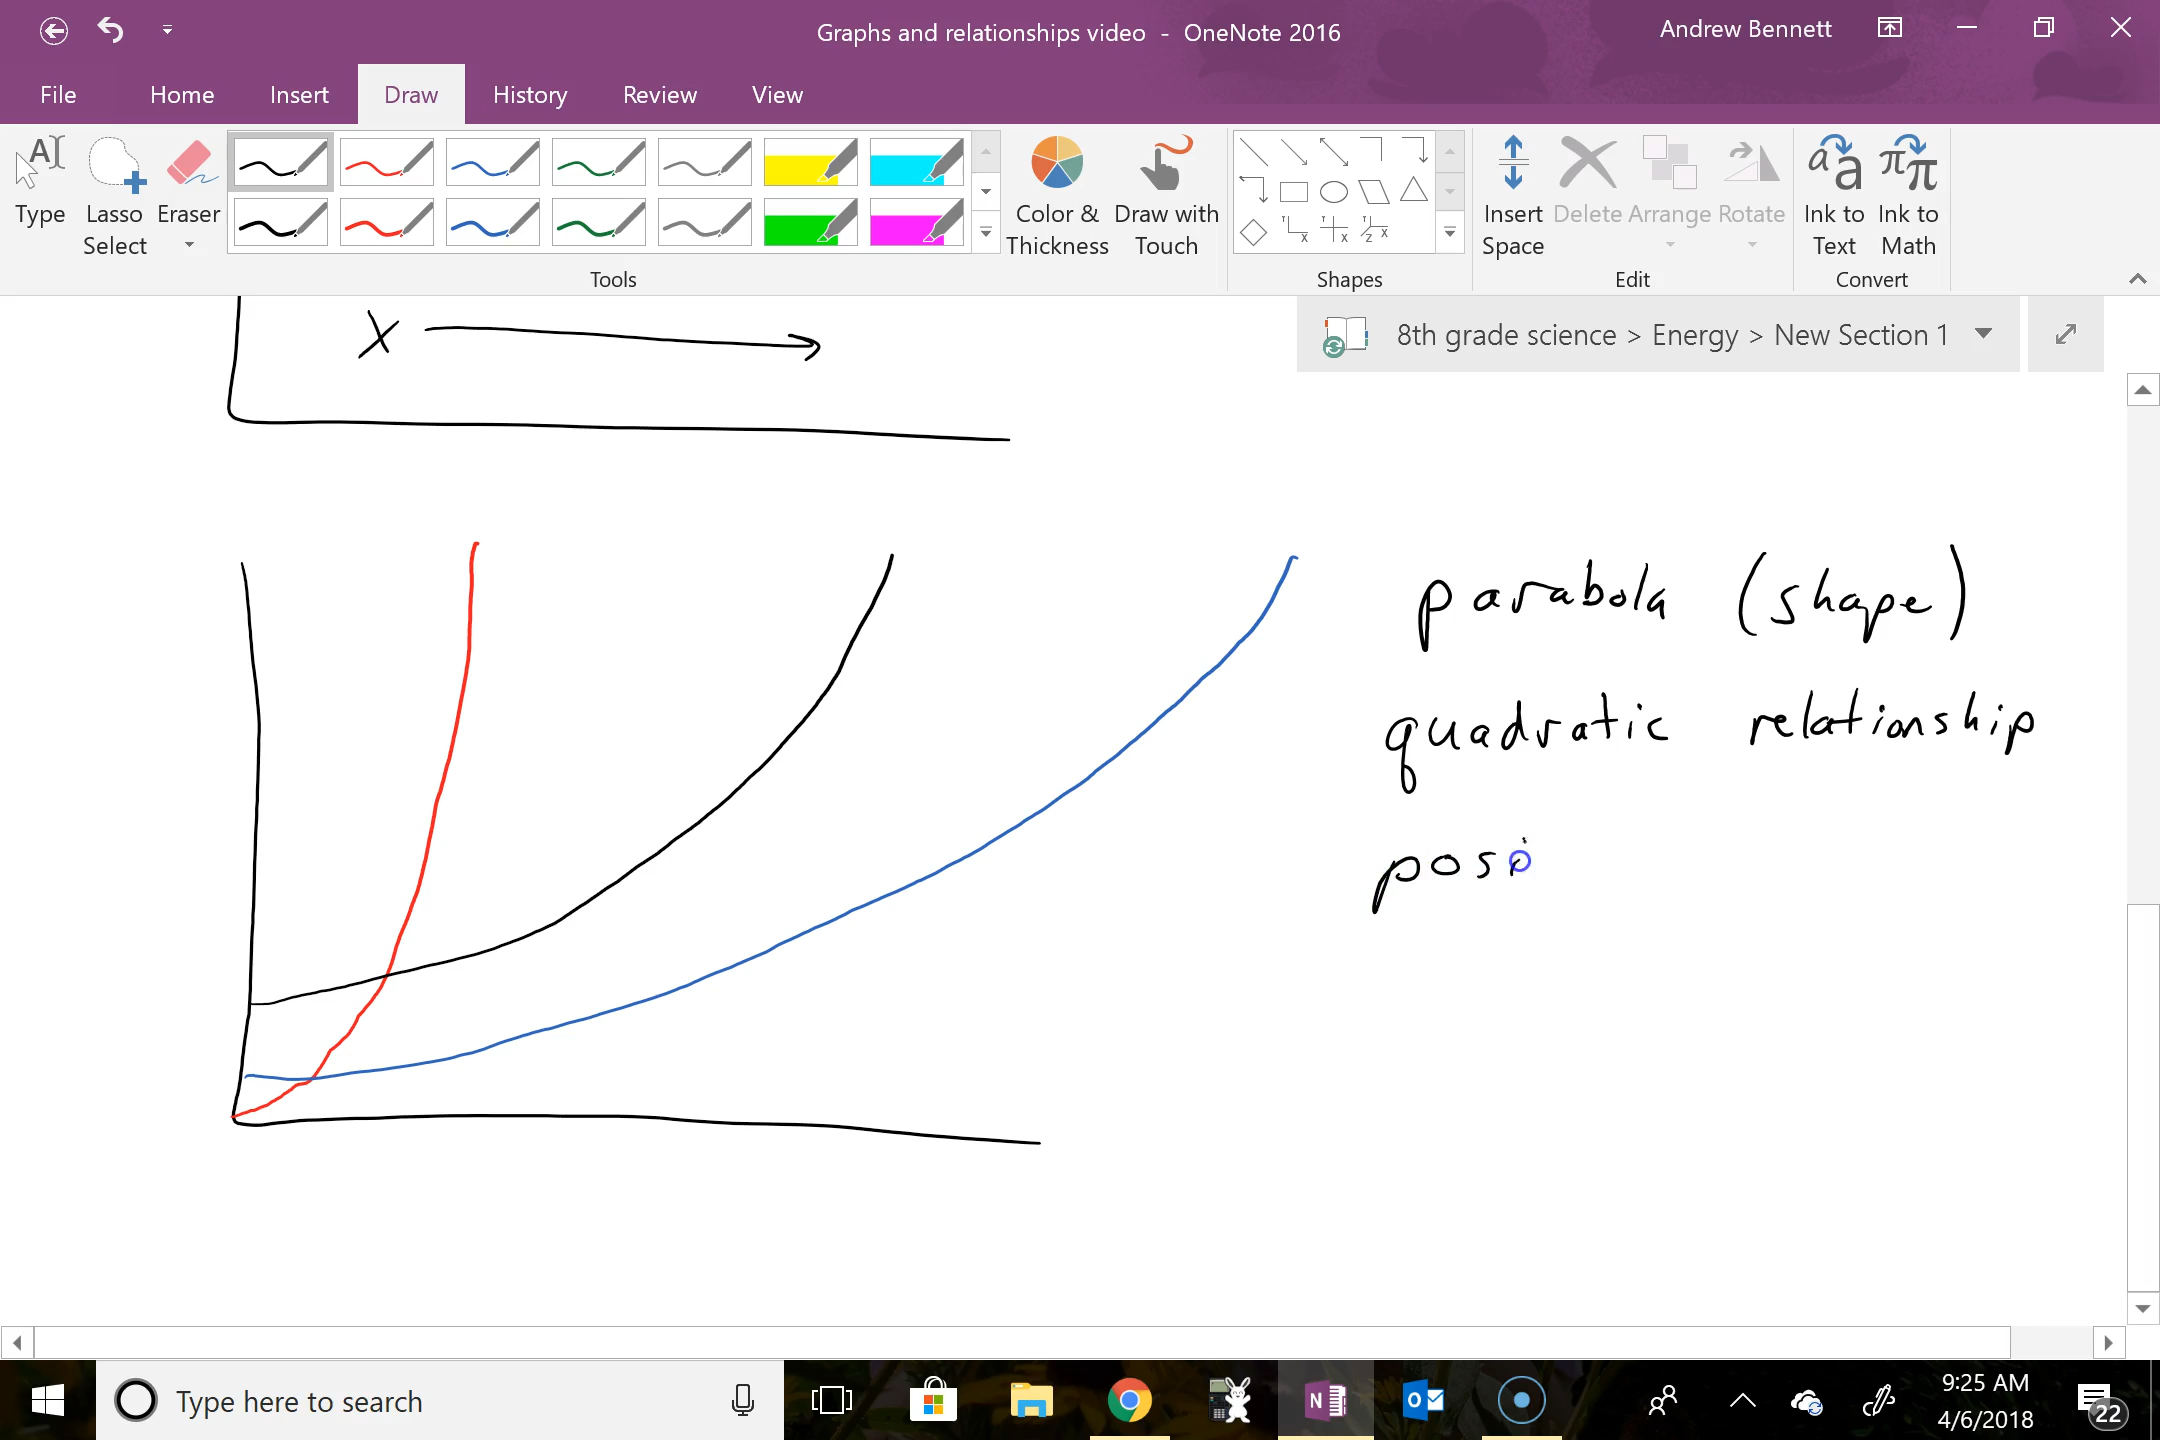 Graphs and relationships video - OneNote 2016
Andrew Bennett
File Home Insert Draw History Review View
Type
Lasso Select
Eraser
Color & Thickness
Draw with Touch
Insert Space
Delete
Arrange
Rotate
Ink to Text
Ink to Math
Tools
Shapes
Edit
Convert
8th grade science > Energy > New Section 1
X
parabola (shape)
quadratic relationship
posi
Type here to search
9:25 AM
4/6/2018
22